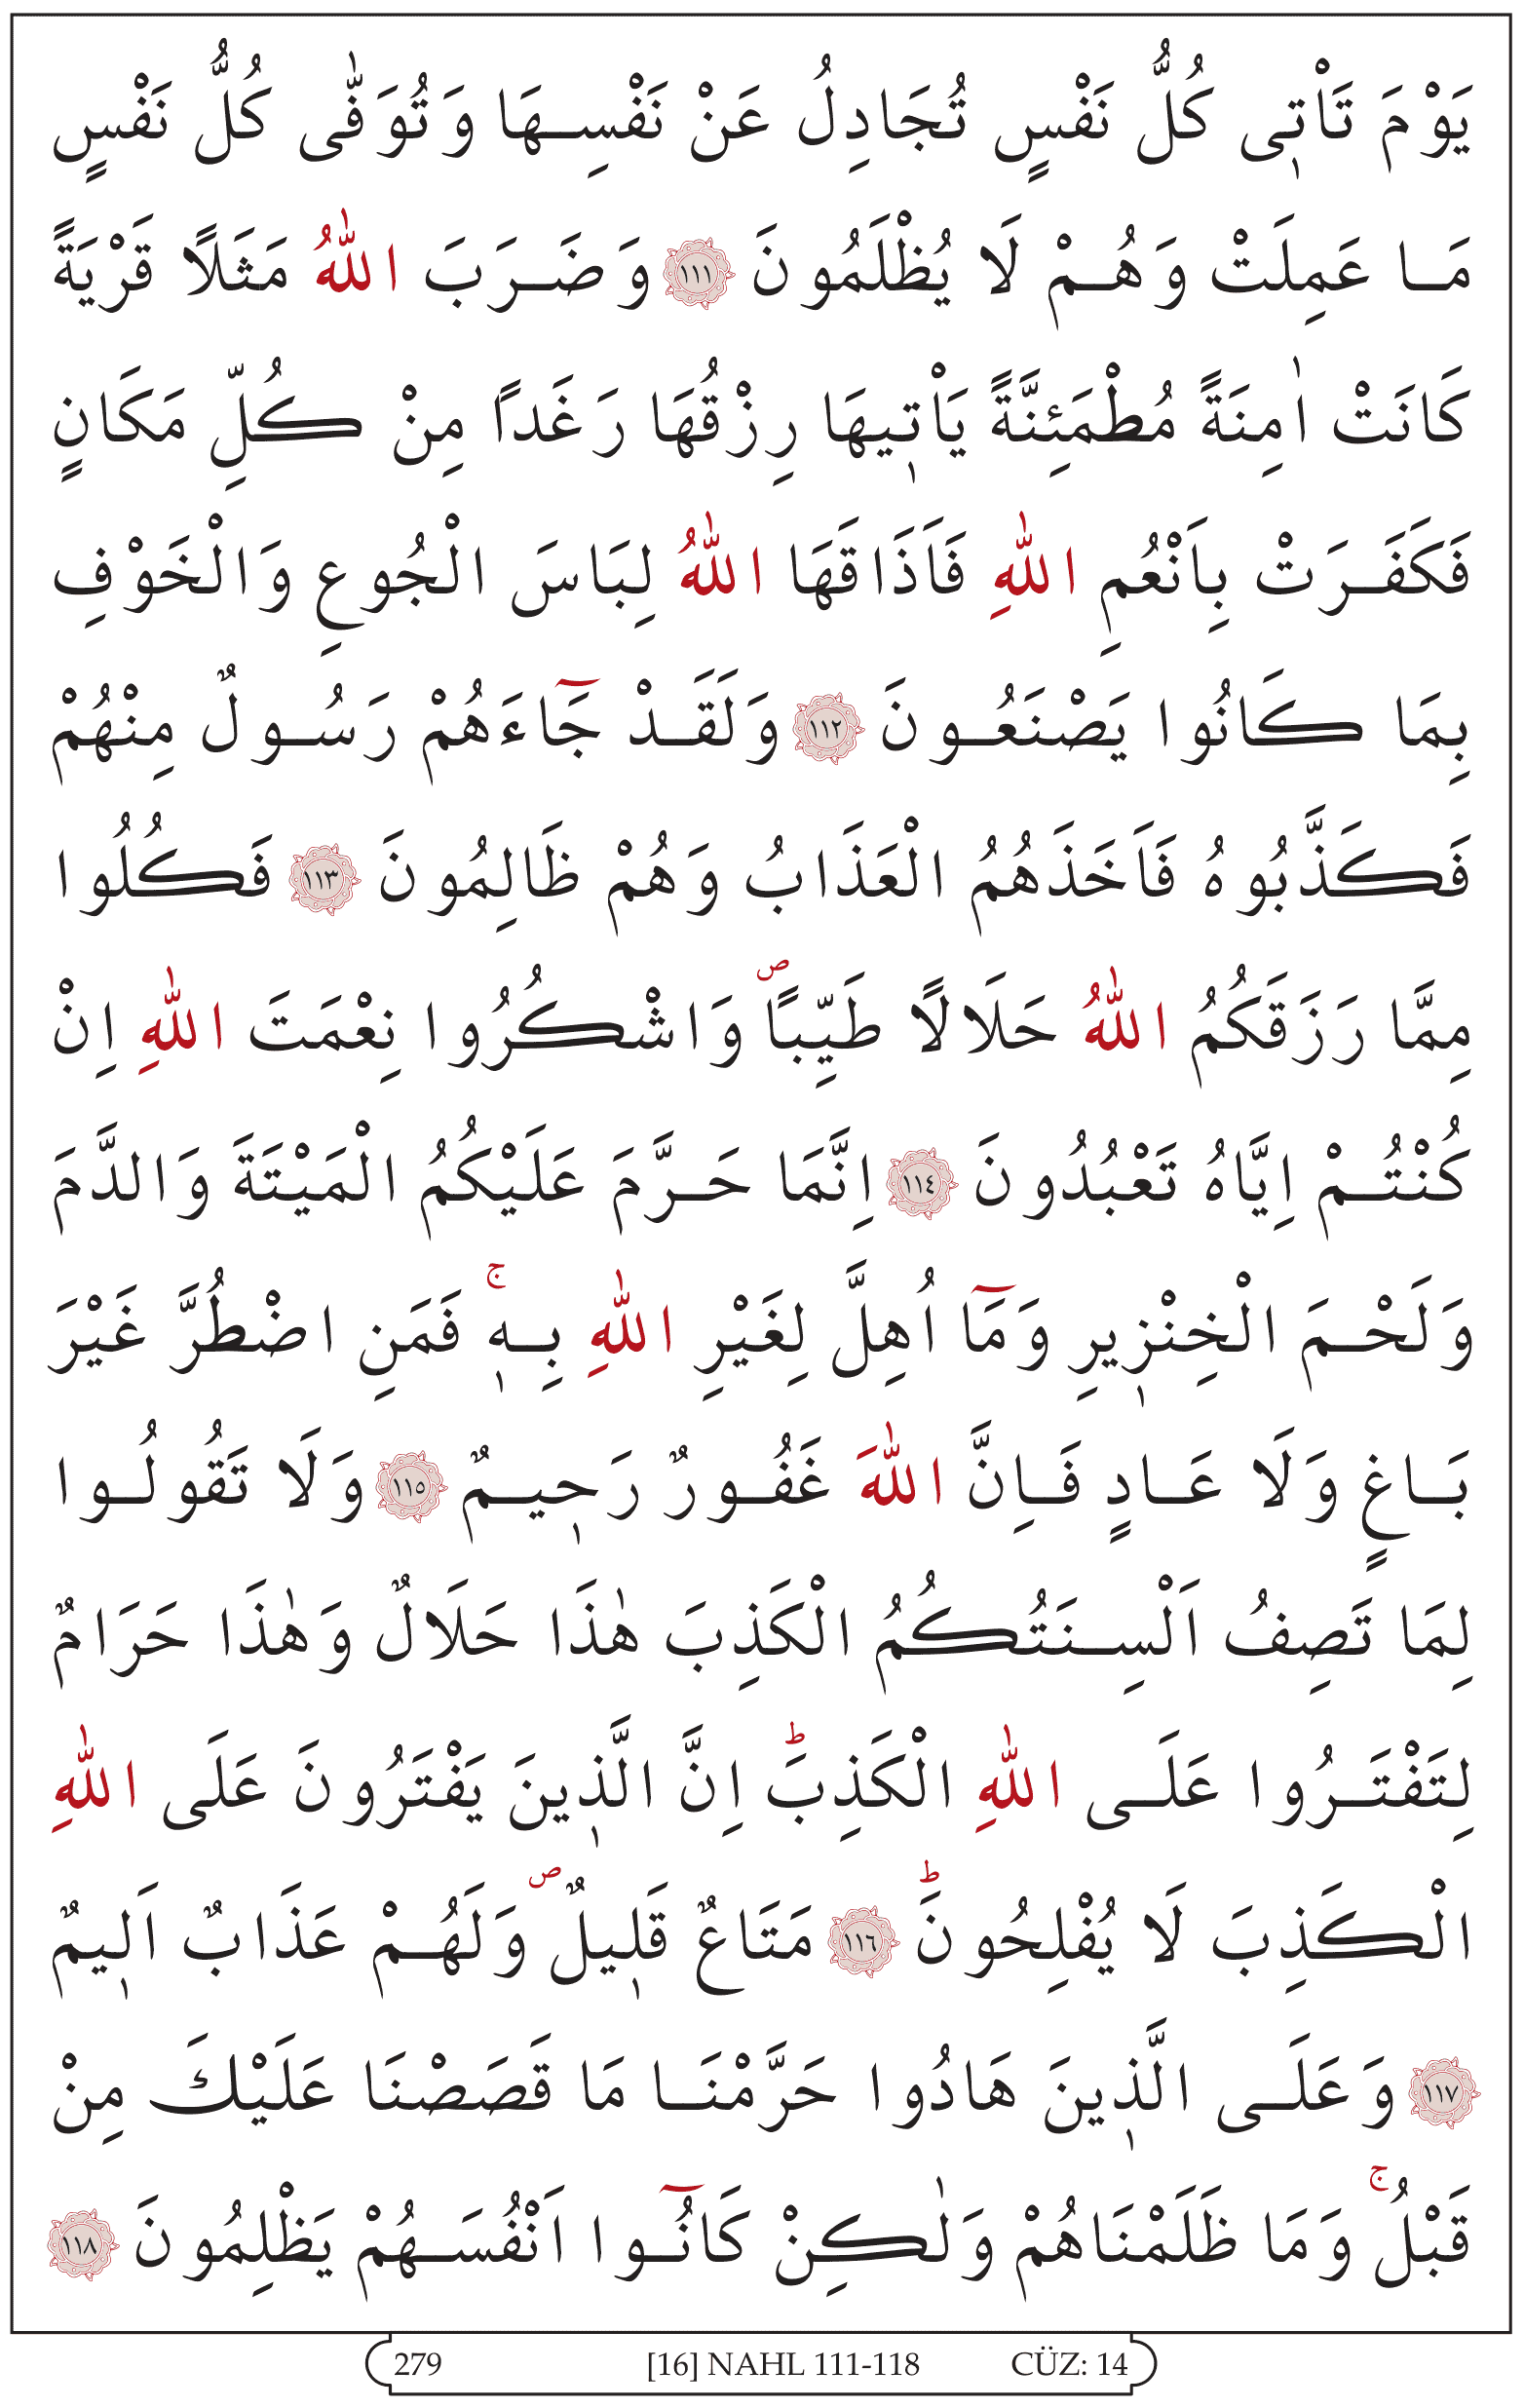 يَوْمَ تَأْتٖى كُلُّ نَفْسٍ تُجَادِلُ عَنْ نَفْسِهَا وَتُوَفّٰى كُلُّ نَفْسٍ
مَا عَمِلَتْ وَهُمْ لَا يُظْلَمُونَ ﴿١١١﴾ وَضَرَبَ اللّٰهُ مَثَلًا قَرْيَةً
كَانَتْ اٰمِنَةً مُطْمَئِنَّةً يَأْتٖيهَا رِزْقُهَا رَغَدًا مِنْ كُلِّ مَكَانٍ
فَكَفَرَتْ بِاَنْعُمِ اللّٰهِ فَاَذَاقَهَا اللّٰهُ لِبَاسَ الْجُوعِ وَالْخَوْفِ
بِمَا كَانُوا يَصْنَعُونَ ﴿١١٢﴾ وَلَقَدْ جَٓاءَهُمْ رَسُولٌ مِنْهُمْ
فَكَذَّبُوهُ فَاَخَذَهُمُ الْعَذَابُ وَهُمْ ظَالِمُونَ ﴿١١٣﴾ فَكُلُوا
مِمَّا رَزَقَكُمُ اللّٰهُ حَلَالًا طَيِّبًاۖ وَاشْكُرُوا نِعْمَتَ اللّٰهِ اِنْ
كُنْتُمْ اِيَّاهُ تَعْبُدُونَ ﴿١١٤﴾ اِنَّمَا حَرَّمَ عَلَيْكُمُ الْمَيْتَةَ وَالدَّمَ
وَلَحْمَ الْخِنْزٖيرِ وَمَٓا اُهِلَّ لِغَيْرِ اللّٰهِ بِهٖۚ فَمَنِ اضْطُرَّ غَيْرَ
بَاغٍ وَلَا عَادٍ فَاِنَّ اللّٰهَ غَفُورٌ رَحٖيمٌ ﴿١١٥﴾ وَلَا تَقُولُوا
لِمَا تَصِفُ اَلْسِنَتُكُمُ الْكَذِبَ هٰذَا حَلَالٌ وَهٰذَا حَرَامٌ
لِتَفْتَرُوا عَلَى اللّٰهِ الْكَذِبَؕ اِنَّ الَّذٖينَ يَفْتَرُونَ عَلَى اللّٰهِ
الْكَذِبَ لَا يُفْلِحُونَؕ ﴿١١٦﴾ مَتَاعٌ قَلٖيلٌۖ وَلَهُمْ عَذَابٌ اَلٖيمٌ
﴿١١٧﴾ وَعَلَى الَّذٖينَ هَادُوا حَرَّمْنَا مَا قَصَصْنَا عَلَيْكَ مِنْ
قَبْلُۚ وَمَا ظَلَمْنَاهُمْ وَلٰكِنْ كَانُٓوا اَنْفُسَهُمْ يَظْلِمُونَ ﴿١١٨﴾
279 [16] NAHL 111-118 CÜZ: 14